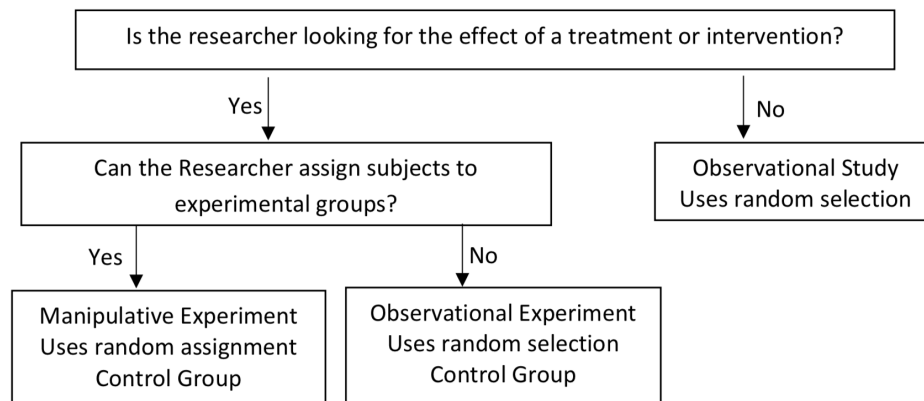 Is the researcher looking for the effect of a treatment or intervention?
Yes
No
Can the Researcher assign subjects to
experimental groups?
Observational Study
Uses random selection
Yes
No
Manipulative Experiment
Uses random assignment
Control Group
Observational Experiment
Uses random selection
Control Group